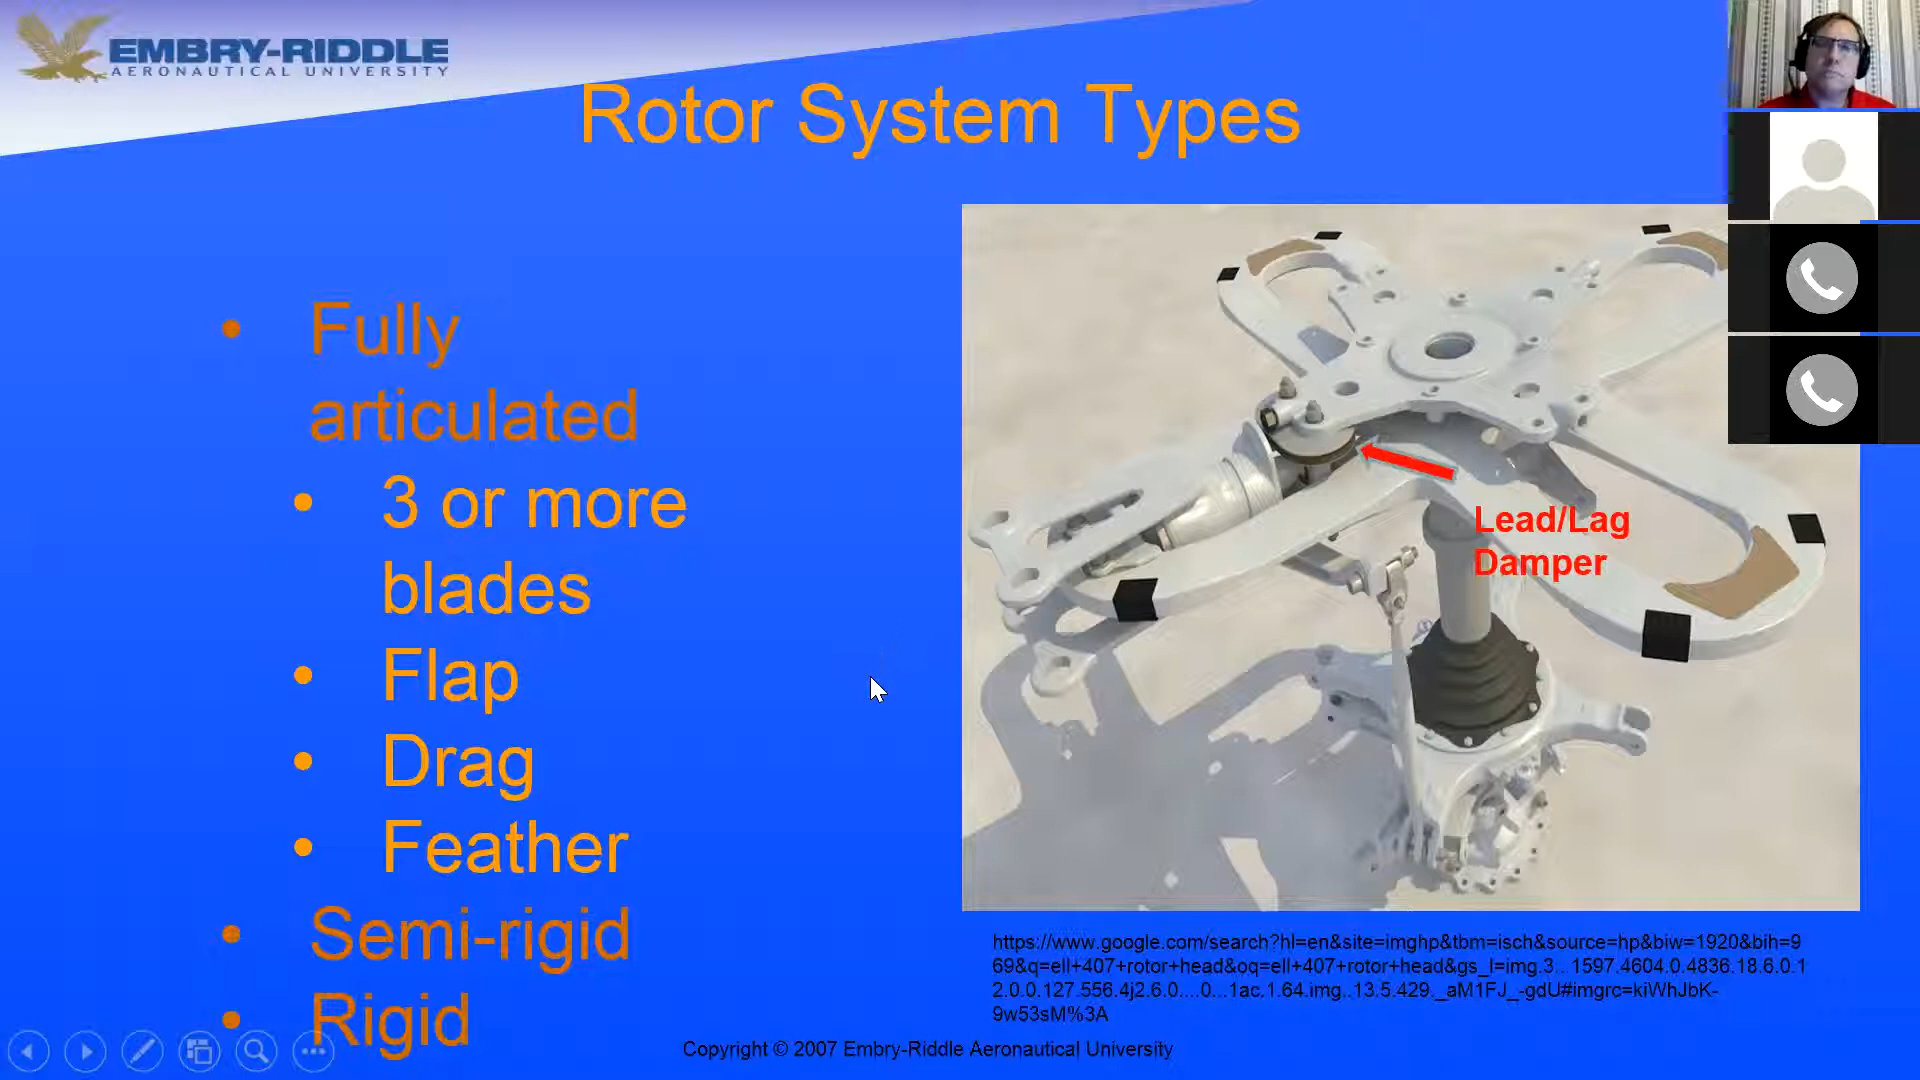 EMBRY-RIDDLE
AERONAUTICAL UNIVERSITY
Rotor System Types
• Fully
articulated
• 3 or more
blades
• Flap
• Drag
• Feather
• Semi-rigid
• Rigid
Lead/Lag
Damper
https://www.google.com/search?hl=en&site=imghp&tbm=isch&source=hp&biw=1920&bih=9
69&q=ell+407+rotor+head&oq=ell+407+rotor+head&gs_l=img.3...1597.4604.0.4836.18.6.0.1
2.0.0.127.556.4j2.6.0....0...1ac.1.64.img..13.5.429._aM1FJ_-gdU#imgrc=kiWhJbK-
9w53sM%3A
Copyright © 2007 Embry-Riddle Aeronautical University